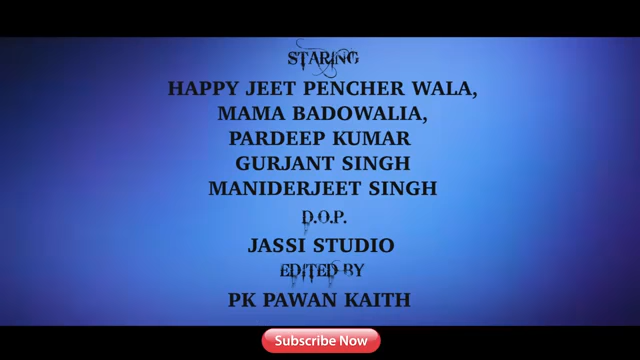 STARING
HAPPY JEET PENCHER WALA,
MAMA BADOWALIA,
PARDEEP KUMAR
GURJANT SINGH
MANIDERJEET SINGH
D.O.P.
JASSI STUDIO
EDITED BY
PK PAWAN KAITH
Subscribe Now